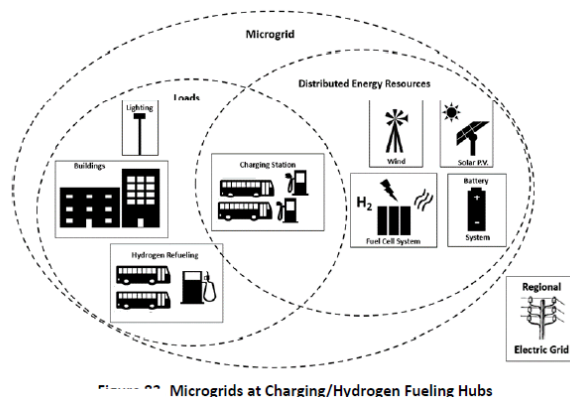 Microgrid
Distributed Energy Resources
Loads
Lighting
Wind
Solar P.V.
Buildings
Charging Station
Battery
H₂
+
-
System
Fuel Cell System
Hydrogen Refueling
Regional
Electric Grid
Microgrids at Charging/Hydrogen Fueling Hubs